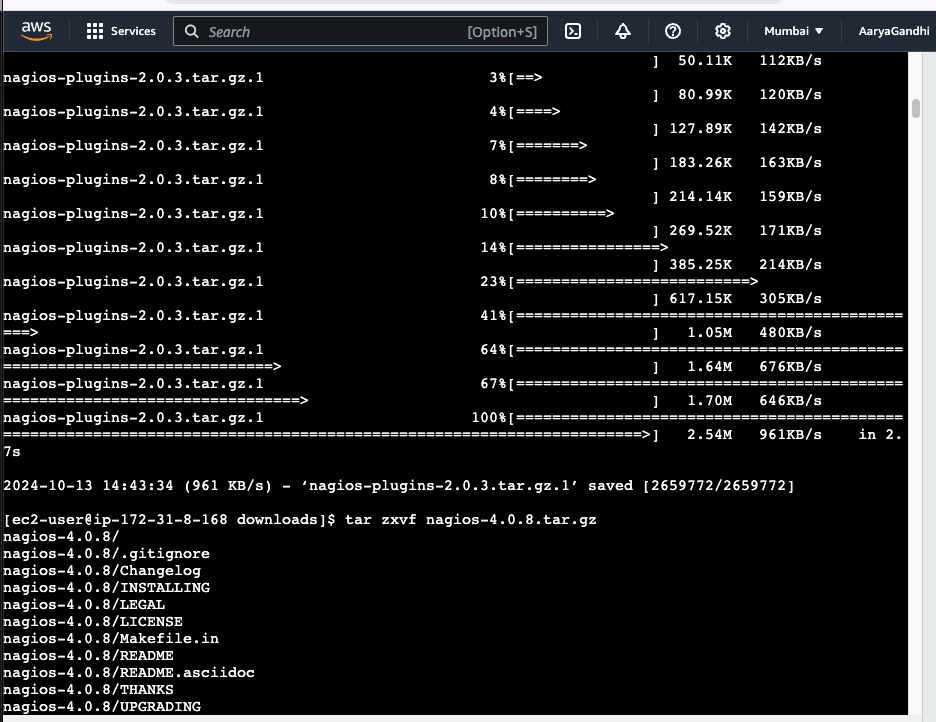 aws
Services
Search
[Option+S]
Mumbai
AaryaGandhi
] 50.11K 112KB/s
nagios-plugins-2.0.3.tar.gz.1 3%[==>
] 80.99K 120KB/s
nagios-plugins-2.0.3.tar.gz.1 4%[====>
] 127.89K 142KB/s
nagios-plugins-2.0.3.tar.gz.1 7%[=======>
] 183.26K 163KB/s
nagios-plugins-2.0.3.tar.gz.1 8%[========>
] 214.14K 159KB/s
nagios-plugins-2.0.3.tar.gz.1 10%[==========>
] 269.52K 171KB/s
nagios-plugins-2.0.3.tar.gz.1 14%[================>
] 385.25K 214KB/s
nagios-plugins-2.0.3.tar.gz.1 23%[==========================>
] 617.15K 305KB/s
nagios-plugins-2.0.3.tar.gz.1 41%[===========================================
===>
] 1.05M 480KB/s
nagios-plugins-2.0.3.tar.gz.1 64%[===========================================
==============================>
] 1.64M 676KB/s
nagios-plugins-2.0.3.tar.gz.1 67%[===========================================
=================================>
] 1.70M 646KB/s
nagios-plugins-2.0.3.tar.gz.1 100%[===========================================
=======================================================================>] 2.54M 961KB/s in 2.
7s
2024-10-13 14:43:34 (961 KB/s) - ‘nagios-plugins-2.0.3.tar.gz.1’ saved [2659772/2659772]
[ec2-user@ip-172-31-8-168 downloads]$ tar zxvf nagios-4.0.8.tar.gz
nagios-4.0.8/
nagios-4.0.8/.gitignore
nagios-4.0.8/Changelog
nagios-4.0.8/INSTALLING
nagios-4.0.8/LEGAL
nagios-4.0.8/LICENSE
nagios-4.0.8/Makefile.in
nagios-4.0.8/README
nagios-4.0.8/README.asciidoc
nagios-4.0.8/THANKS
nagios-4.0.8/UPGRADING